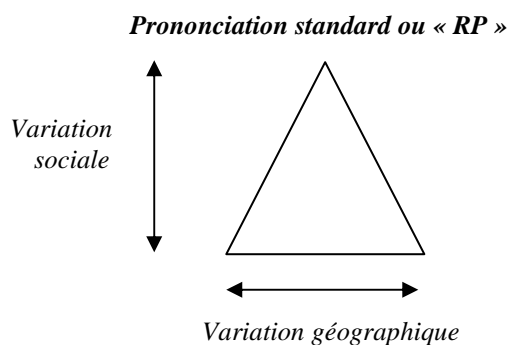 Prononciation standard ou « RP »
Variation
sociale
Variation géographique